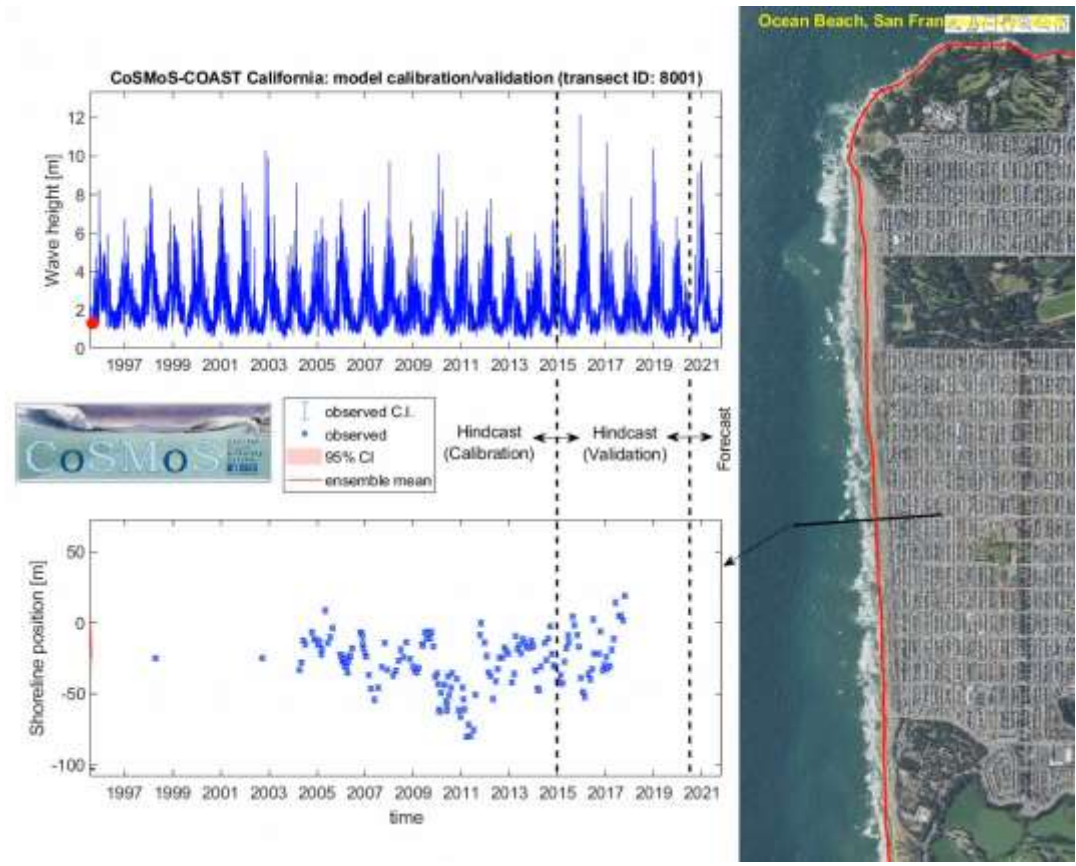 Ocean Beach, San Fran
CoSMoS-COAST California: model calibration/validation (transect ID: 8001)
Wave height [m]
12
10
8
6
4
2
0
1997 1999 2001 2003 2005 2007 2009 2011 2013 2015 2017 2019 2021
CoSMoS
observed C.I.
observed
95% CI
ensemble mean
Hindcast
(Calibration)
Hindcast
(Validation)
Forecast
Shoreline position [m]
50
0
-50
-100
1997 1999 2001 2003 2005 2007 2009 2011 2013 2015 2017 2019 2021
time